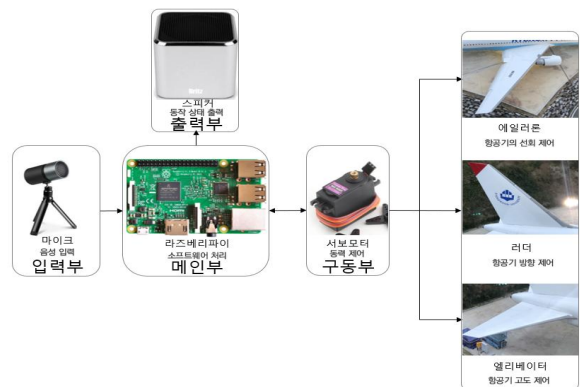 스피커
동작 상태 출력
출력부
마이크
음성 입력
입력부
라즈베리파이
소프트웨어 처리
메인부
서보모터
동력 제어
구동부
에일러론
항공기의 선회 제어
러더
항공기 방향 제어
엘리베이터
항공기 고도 제어